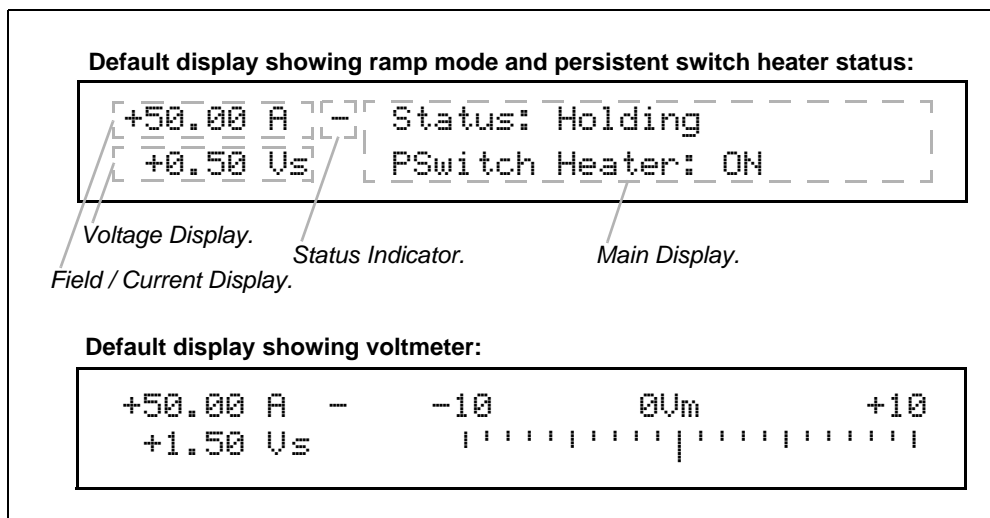 Default display showing ramp mode and persistent switch heater status:
+50.00 A – Status: Holding
+0.50 Vs PSwitch Heater: ON
Voltage Display.
Status Indicator.
Main Display.
Field / Current Display.
Default display showing voltmeter:
+50.00 A – -10 0Vm +10
+1.50 Vs